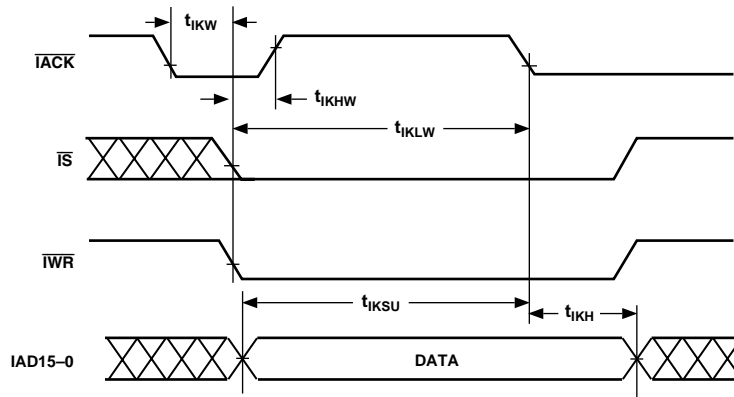 tIKW
IACK
tIKHW
tIKLW
IS
IWR
tIKSU
tIKH
IAD15–0
DATA